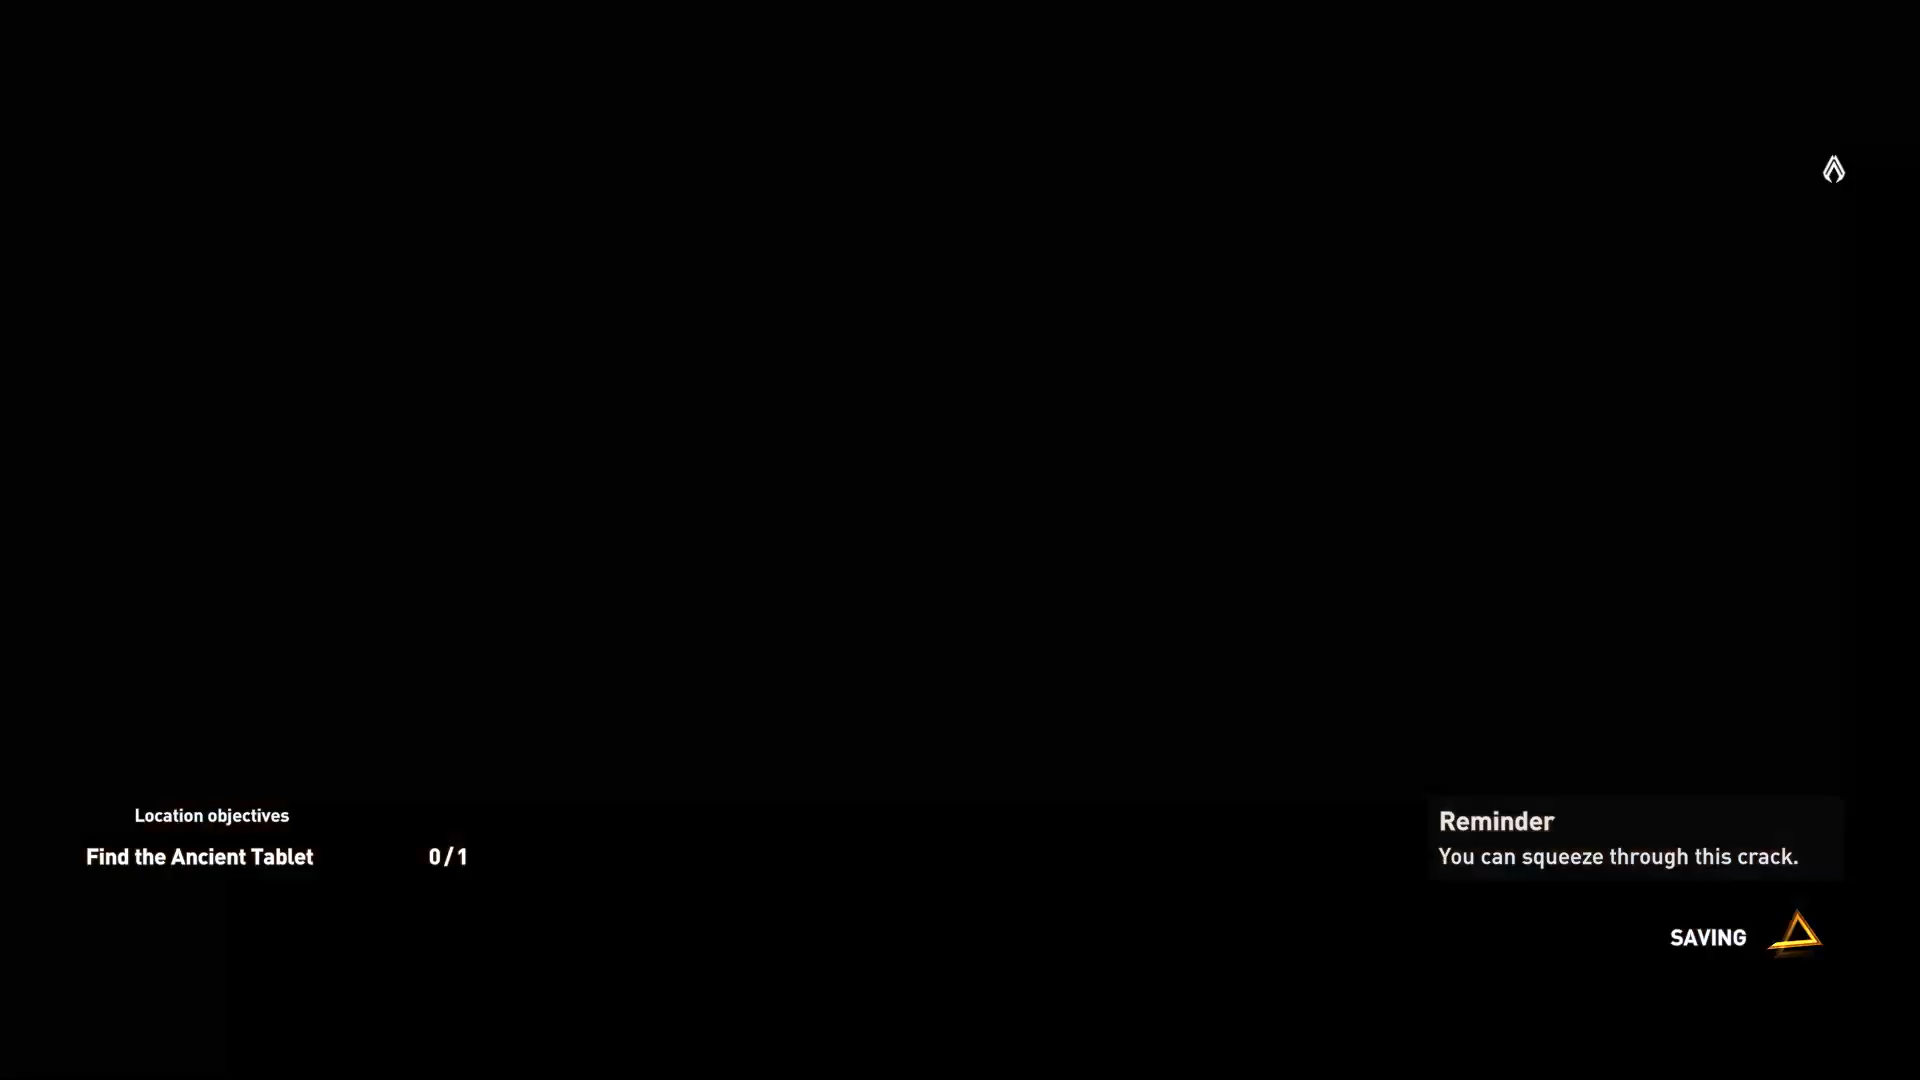 Location objectives
Find the Ancient Tablet 0/1
Reminder
You can squeeze through this crack.
SAVING